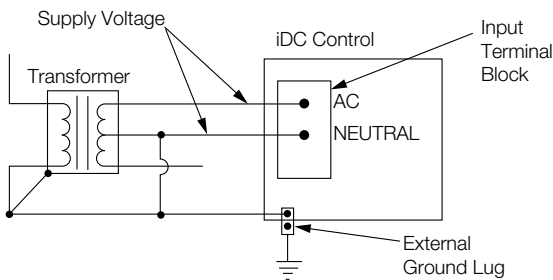 Supply Voltage
iDC Control
Input
Terminal
Block
Transformer
AC
NEUTRAL
External
Ground Lug